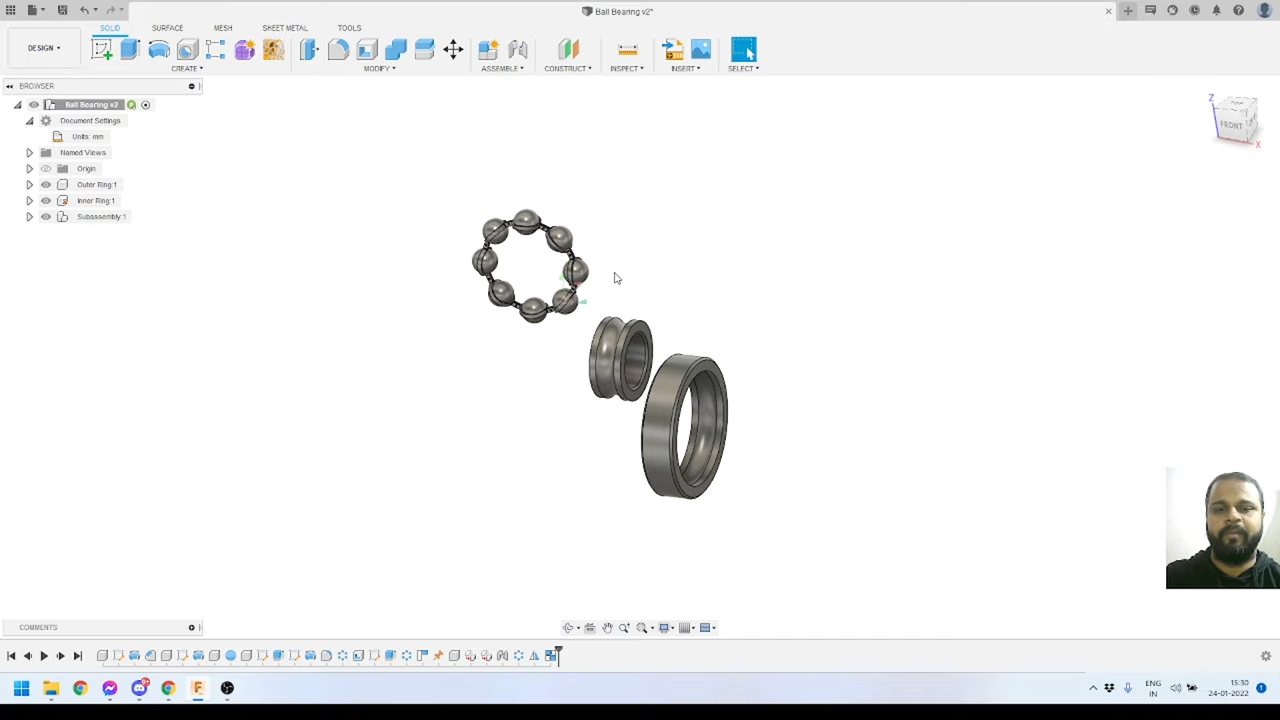 Ball Bearing v2*
DESIGN
SOLID SURFACE MESH SHEET METAL TOOLS
CREATE MODIFY ASSEMBLE CONSTRUCT INSPECT INSERT SELECT
BROWSER
Ball Bearing v2
Document Settings
Units: mm
Named Views
Origin
Outer Ring:1
Inner Ring:1
Subassembly:1
Z
FRONT
X
COMMENTS
9+
ENG
IN
15:30
24-01-2022
1